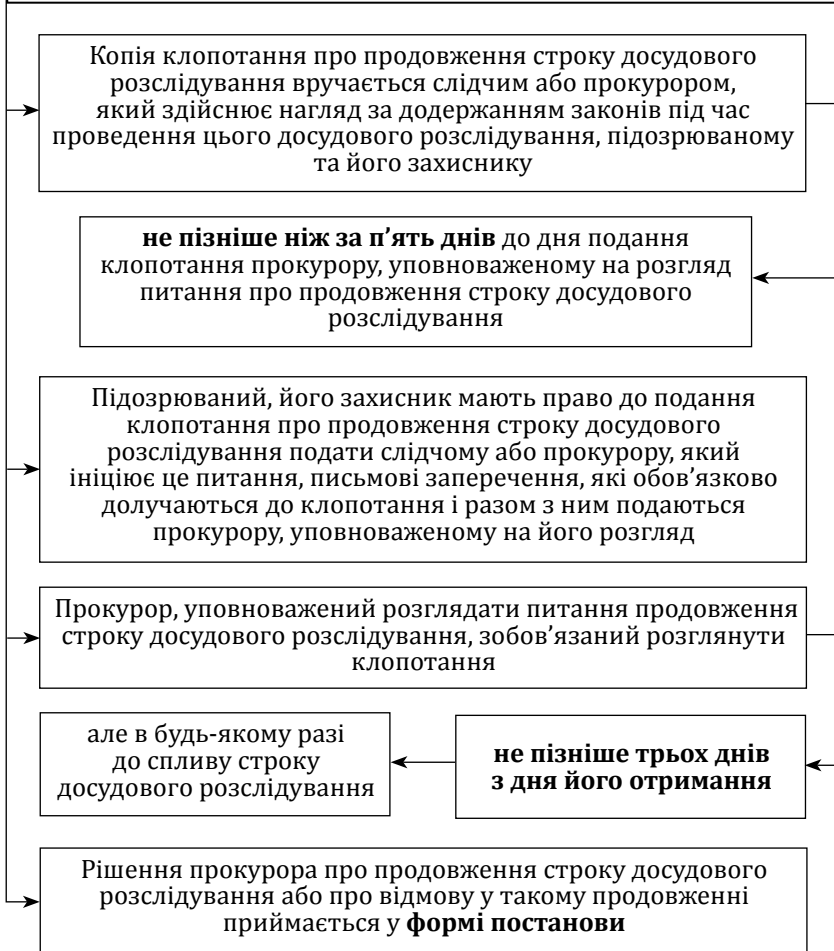 Копія клопотання про продовження строку досудового
розслідування вручається слідчим або прокурором,
який здійснює нагляд за додержанням законів під час
проведення цього досудового розслідування, підозрюваному
та його захиснику
не пізніше ніж за п’ять днів до дня подання
клопотання прокурору, уповноваженому на розгляд
питання про продовження строку досудового
розслідування
Підозрюваний, його захисник мають право до подання
клопотання про продовження строку досудового
розслідування подати слідчому або прокурору, який
ініціює це питання, письмові заперечення, які обов’язково
долучаються до клопотання і разом з ним подаються
прокурору, уповноваженому на його розгляд
Прокурор, уповноважений розглядати питання продовження
строку досудового розслідування, зобов’язаний розглянути
клопотання
але в будь-якому разі
до спливу строку
досудового розслідування
не пізніше трьох днів
з дня його отримання
Рішення прокурора про продовження строку досудового
розслідування або про відмову у такому продовженні
приймається у формі постанови